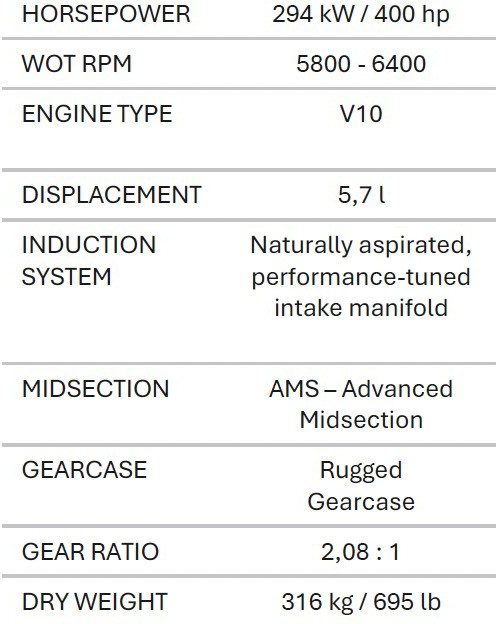 HORSEPOWER 294 kW / 400 hp
WOT RPM 5800 - 6400
ENGINE TYPE V10
DISPLACEMENT 5,7 l
INDUCTION Naturally aspirated,
SYSTEM performance-tuned
intake manifold
MIDSECTION AMS – Advanced
Midsection
GEARCASE Rugged
Gearcase
GEAR RATIO 2,08 : 1
DRY WEIGHT 316 kg / 695 lb